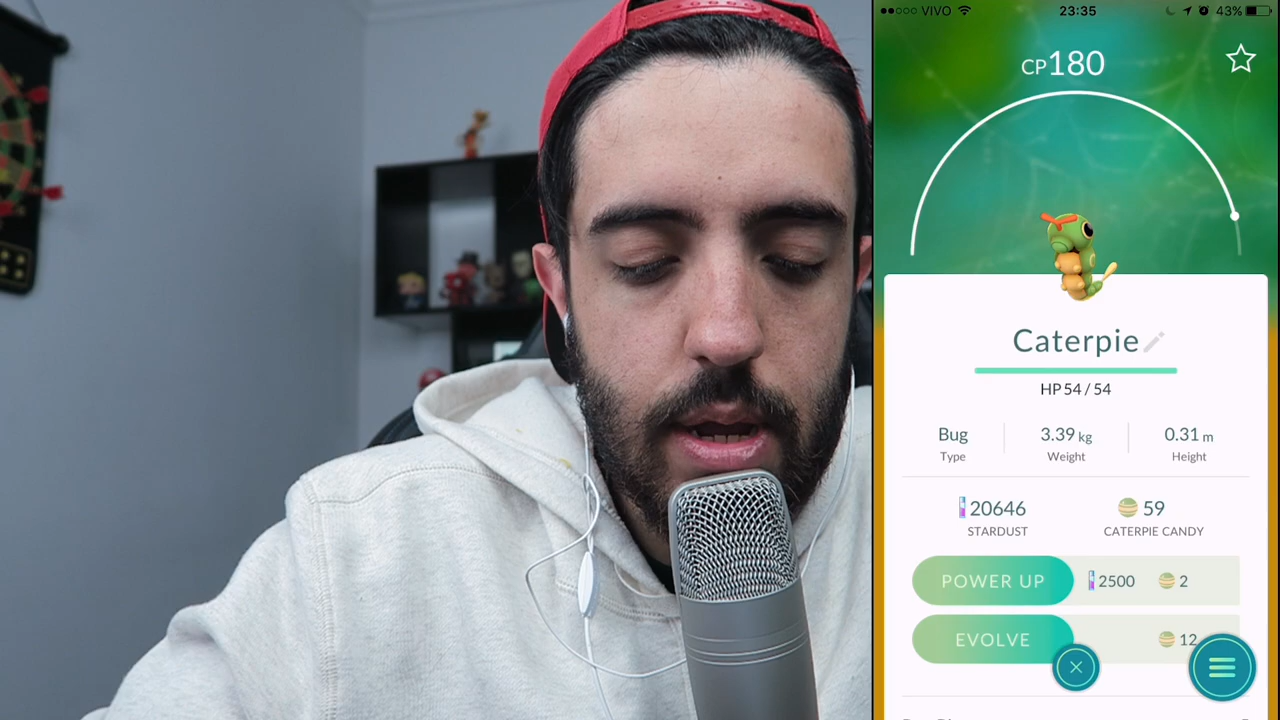 VIVO 23:35 43%
CP180
Caterpie
HP 54 / 54
Bug 3.39 kg 0.31 m
Type Weight Height
20646 59
STARDUST CATERPIE CANDY
POWER UP 2500 2
EVOLVE 12